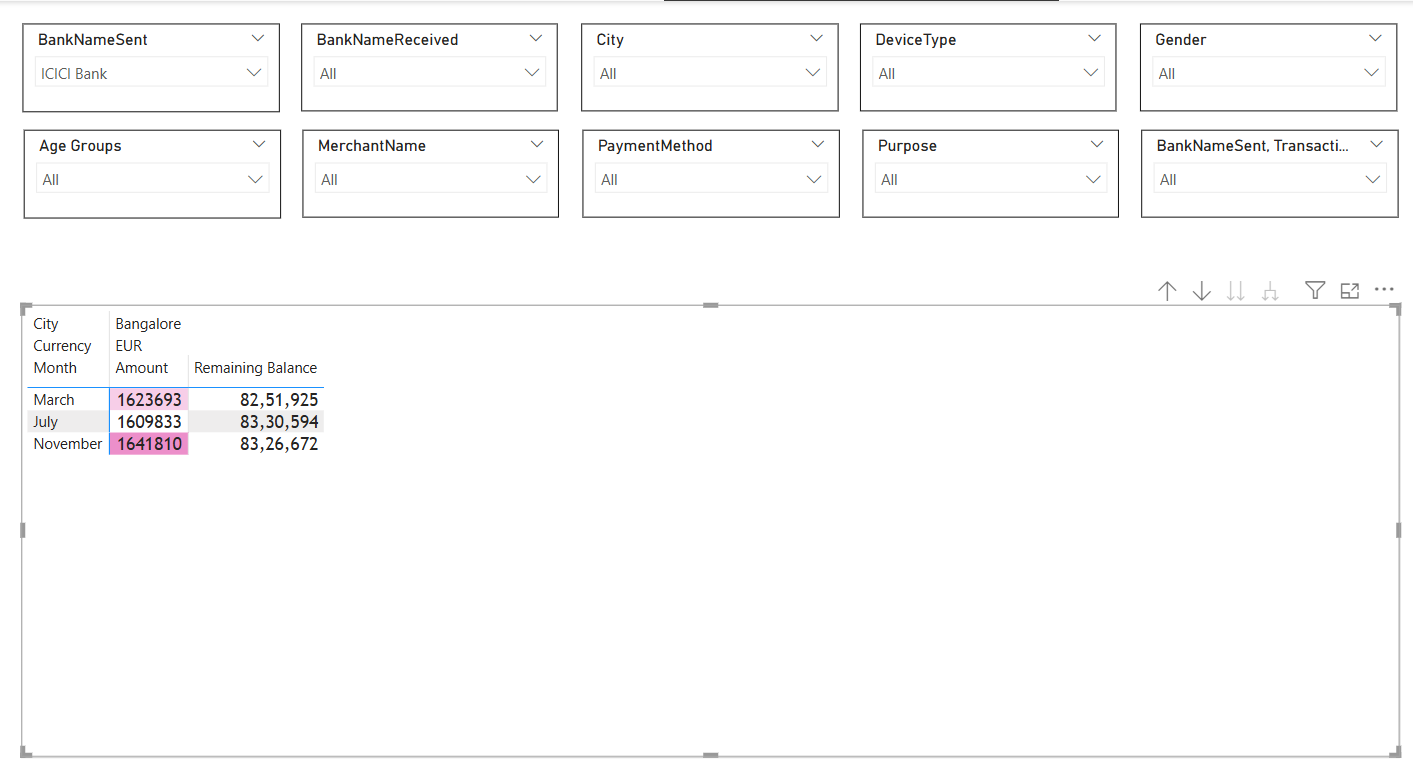 BankNameSent BankNameReceived City DeviceType Gender
ICICI Bank All All All All
Age Groups MerchantName PaymentMethod Purpose BankNameSent, Transacti...
All All All All All
City Bangalore
Currency EUR
Month Amount Remaining Balance
March 1623693 82,51,925
July 1609833 83,30,594
November 1641810 83,26,672